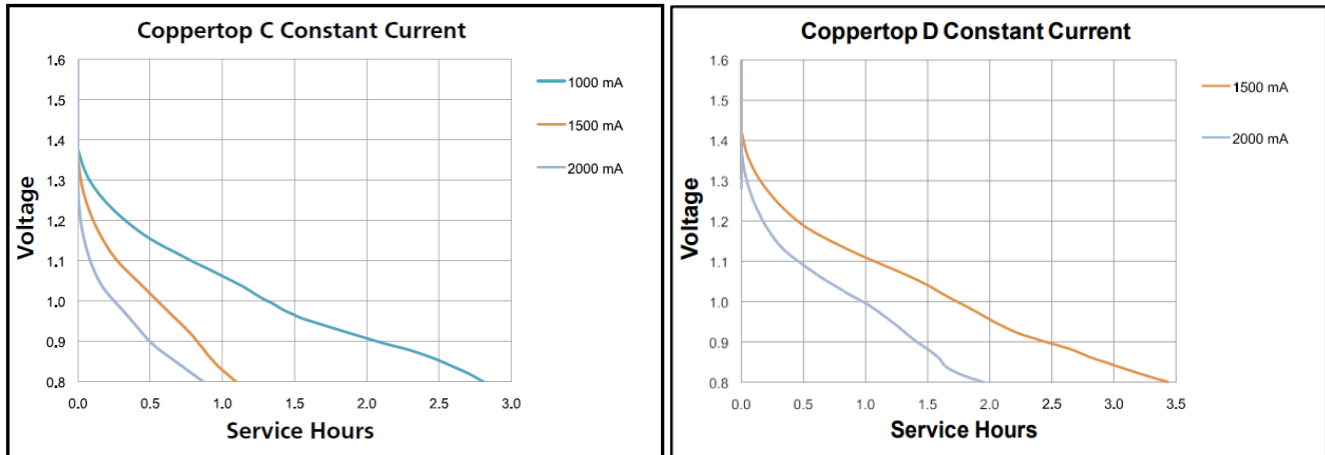 Coppertop C Constant Current
Voltage
1.6
1.5
1.4
1.3
1.2
1.1
1.0
0.9
0.8
0.0 0.5 1.0 1.5 2.0 2.5 3.0
Service Hours
1000 mA
1500 mA
2000 mA
Coppertop D Constant Current
Voltage
1.6
1.5
1.4
1.3
1.2
1.1
1.0
0.9
0.8
0.0 0.5 1.0 1.5 2.0 2.5 3.0 3.5
Service Hours
1500 mA
2000 mA